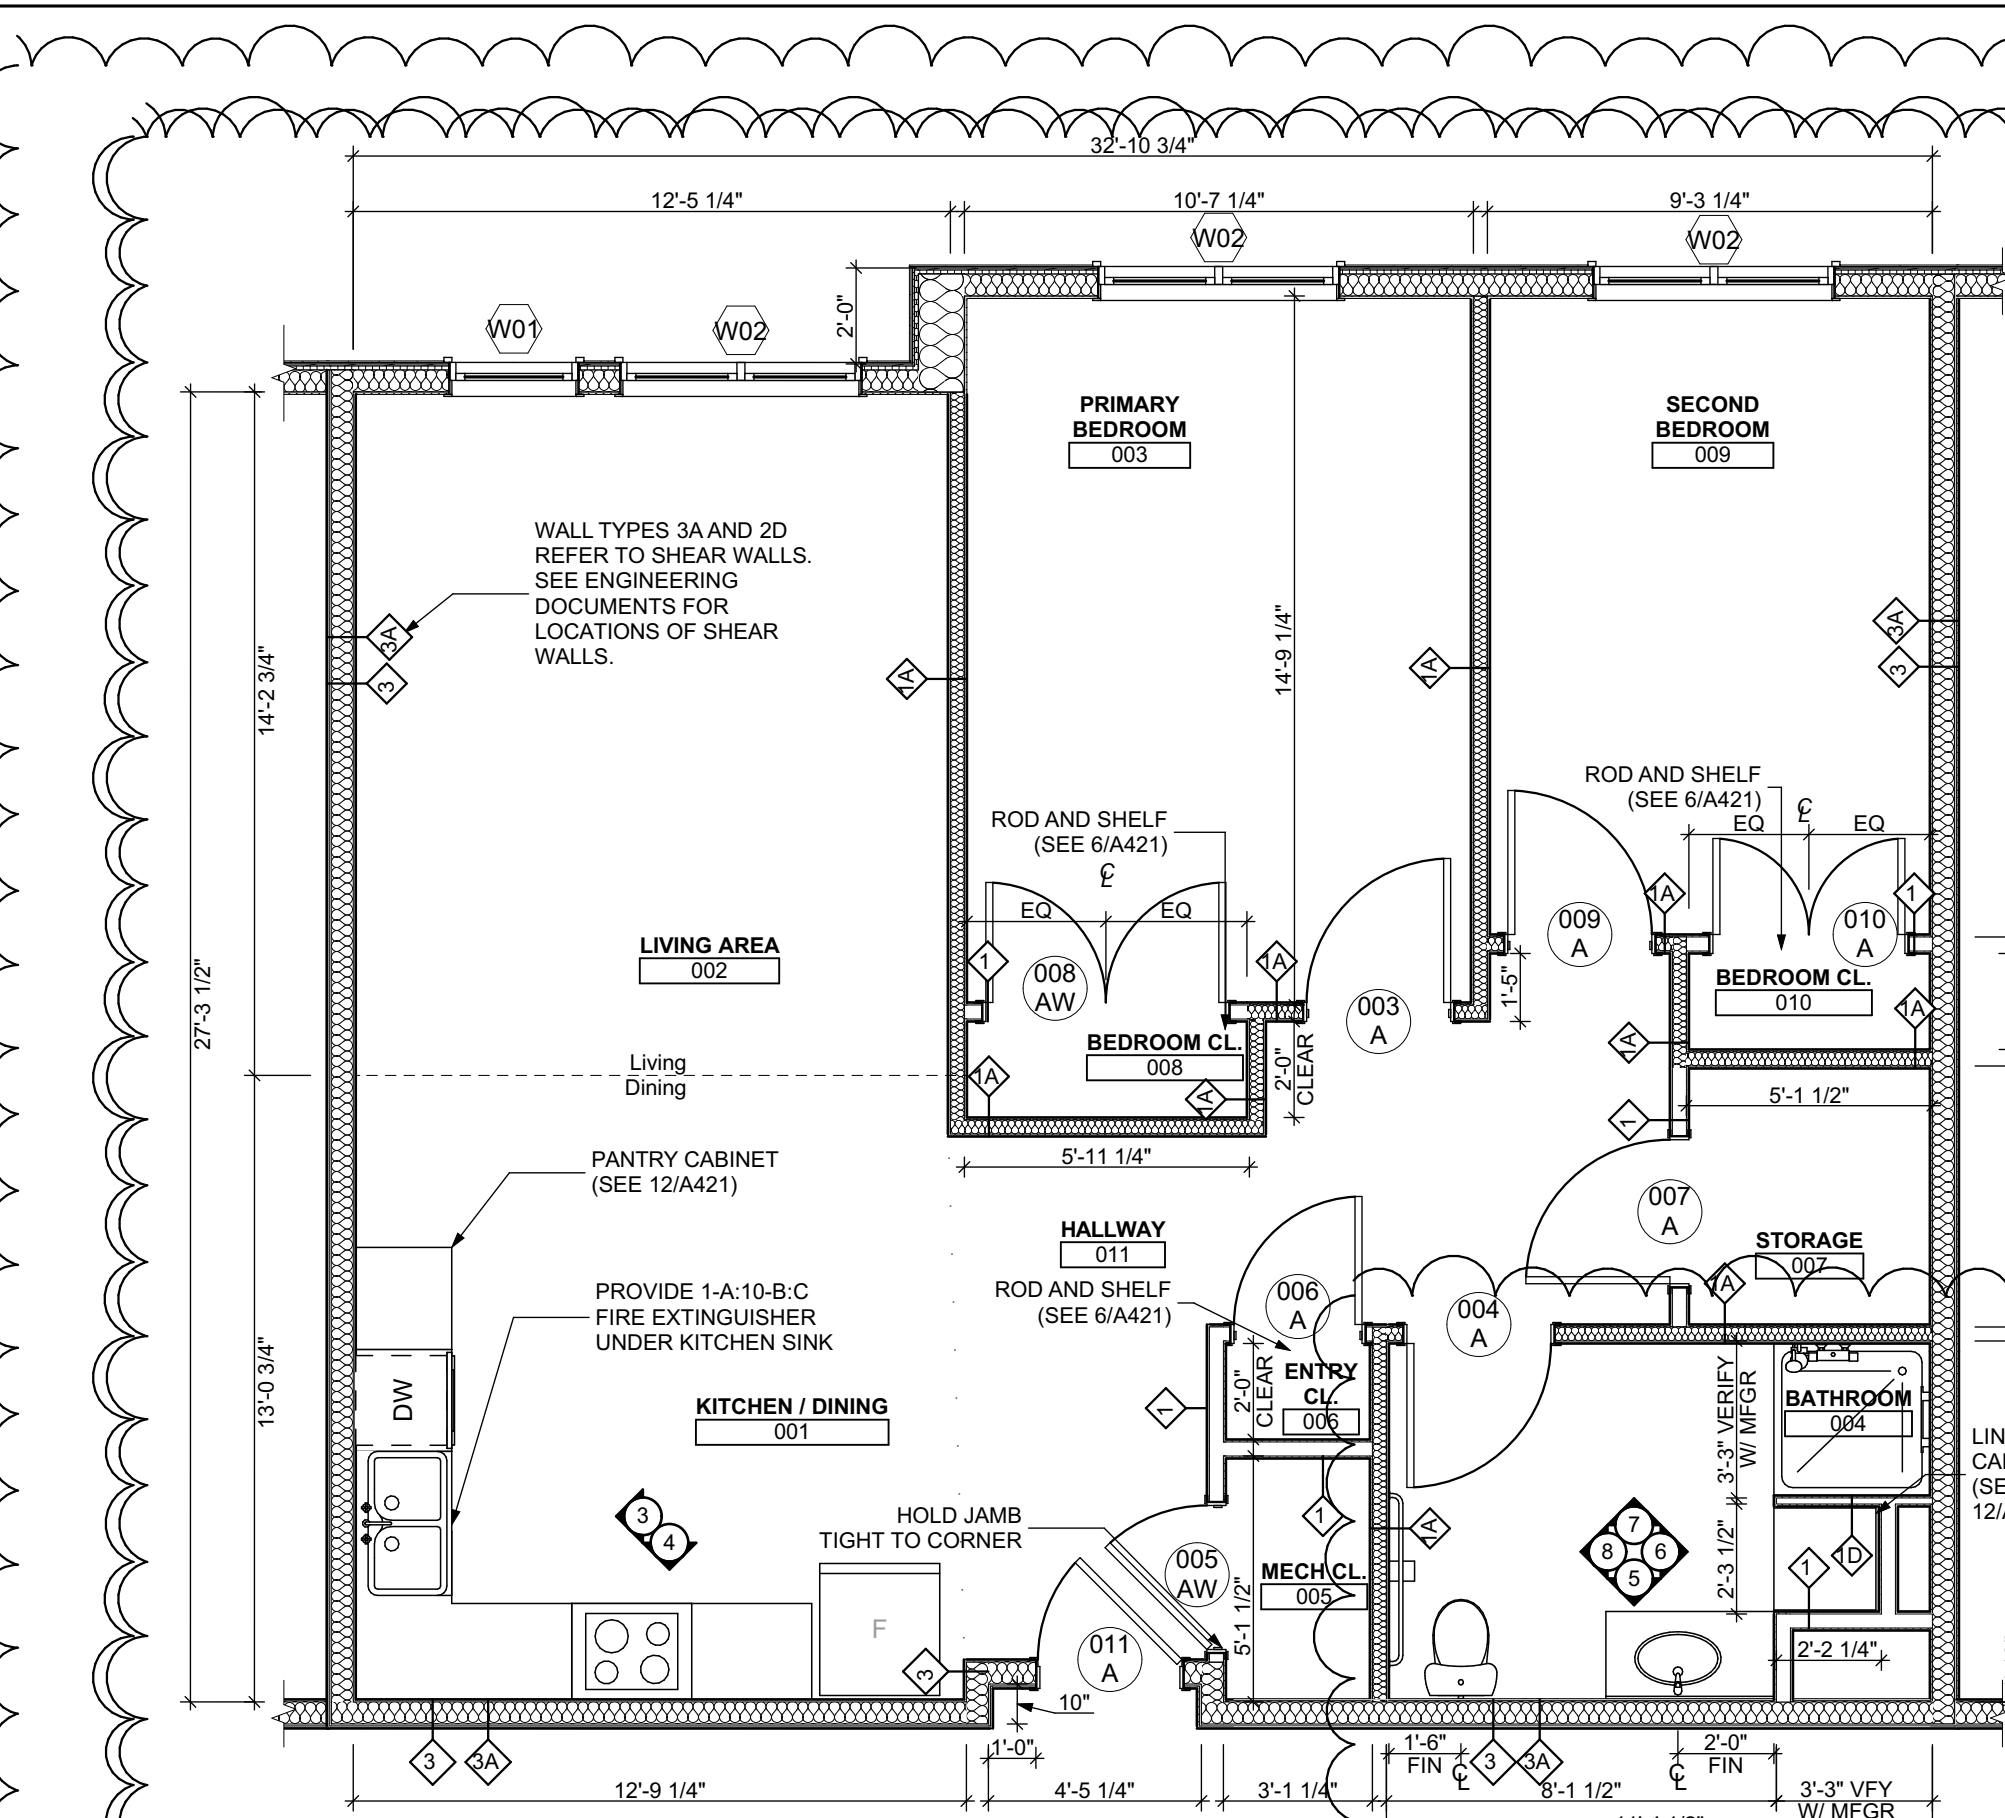 32'-10 3/4"
12'-5 1/4"
10'-7 1/4"
9'-3 1/4"
W02
W02
2'-0"
W01
W02
PRIMARY
BEDROOM
003
SECOND
BEDROOM
009
WALL TYPES 3A AND 2D
REFER TO SHEAR WALLS.
SEE ENGINEERING
DOCUMENTS FOR
LOCATIONS OF SHEAR
WALLS.
3A
3
14'-2 3/4"
1A
14'-9 1/4"
1A
3A
3
ROD AND SHELF
(SEE 6/A421)
EQ
EQ
ROD AND SHELF
(SEE 6/A421)
EQ
EQ
1A
1
009
A
010
A
LIVING AREA
002
1
008
AW
1A
003
A
1'-5"
BEDROOM CL.
010
1A
27'-3 1/2"
BEDROOM CL.
008
1A
Living
Dining
1A
1A
2'-0"
CLEAR
5'-1 1/2"
1
5'-11 1/4"
PANTRY CABINET
(SEE 12/A421)
007
A
HALLWAY
011
STORAGE
007
1A
PROVIDE 1-A:10-B:C
FIRE EXTINGUISHER
UNDER KITCHEN SINK
ROD AND SHELF
(SEE 6/A421)
006
A
004
A
13'-0 3/4"
DW
KITCHEN / DINING
001
1
2'-0"
CLEAR
ENTRY
CL.
006
3'-3" VERIFY
W/ MFGR
BATHROOM
004
LIN
CA
(SE
12/
3
4
HOLD JAMB
TIGHT TO CORNER
1
1A
7
8
6
5
2'-3 1/2"
1D
1
005
AW
MECH CL.
005
5'-1 1/2"
F
3
011
A
2'-2 1/4"
10"
1'-0"
3
3A
1'-6"
FIN
3
3A
2'-0"
FIN
12'-9 1/4"
4'-5 1/4"
3'-1 1/4"
8'-1 1/2"
3'-3" VFY
W/ MFGR